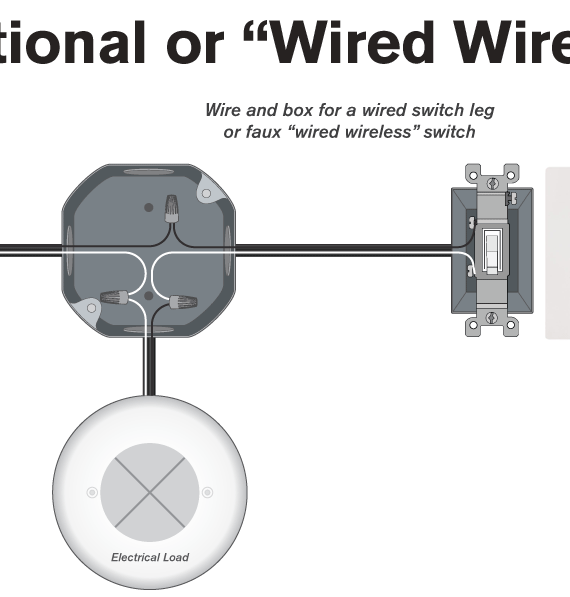 tional or “Wired Wire
Wire and box for a wired switch leg
or faux “wired wireless” switch
Electrical Load